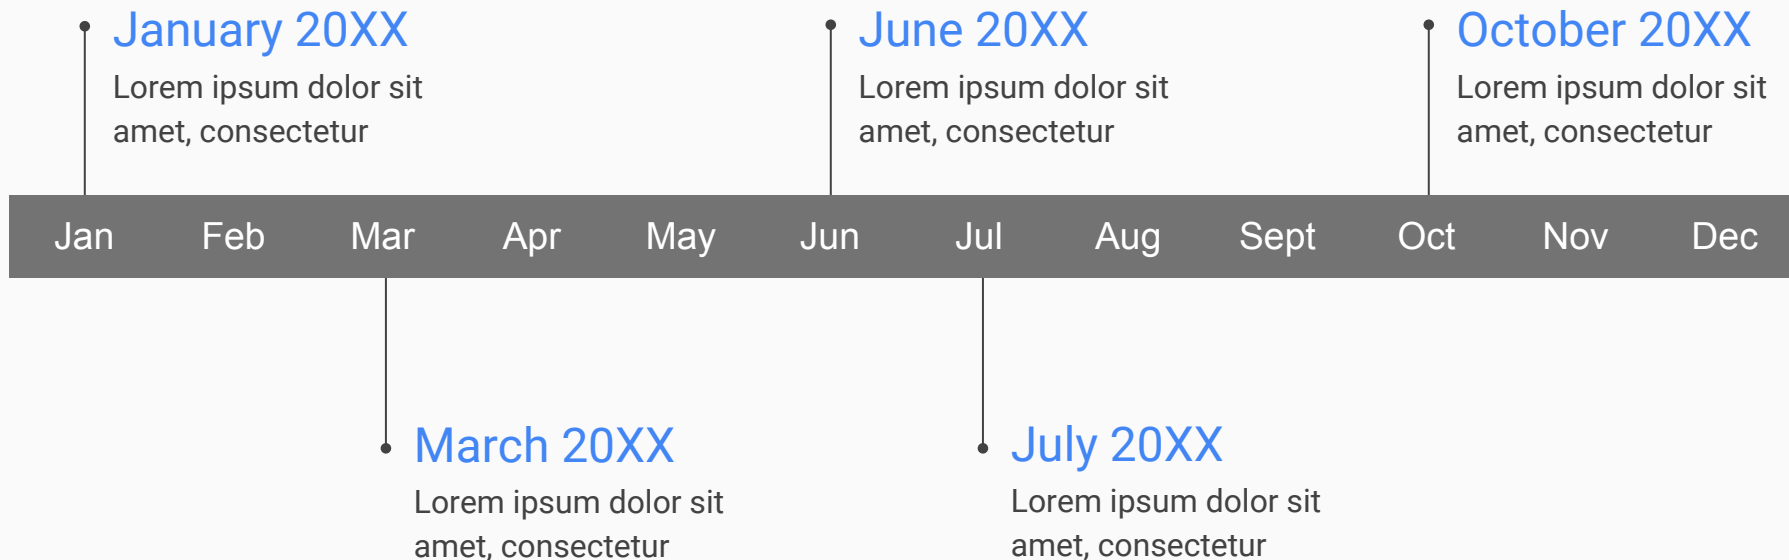 January 20XX
Lorem ipsum dolor sit
amet, consectetur
June 20XX
Lorem ipsum dolor sit
amet, consectetur
October 20XX
Lorem ipsum dolor sit
amet, consectetur
Jan Feb Mar Apr May Jun Jul Aug Sept Oct Nov Dec
March 20XX
Lorem ipsum dolor sit
amet, consectetur
July 20XX
Lorem ipsum dolor sit
amet, consectetur